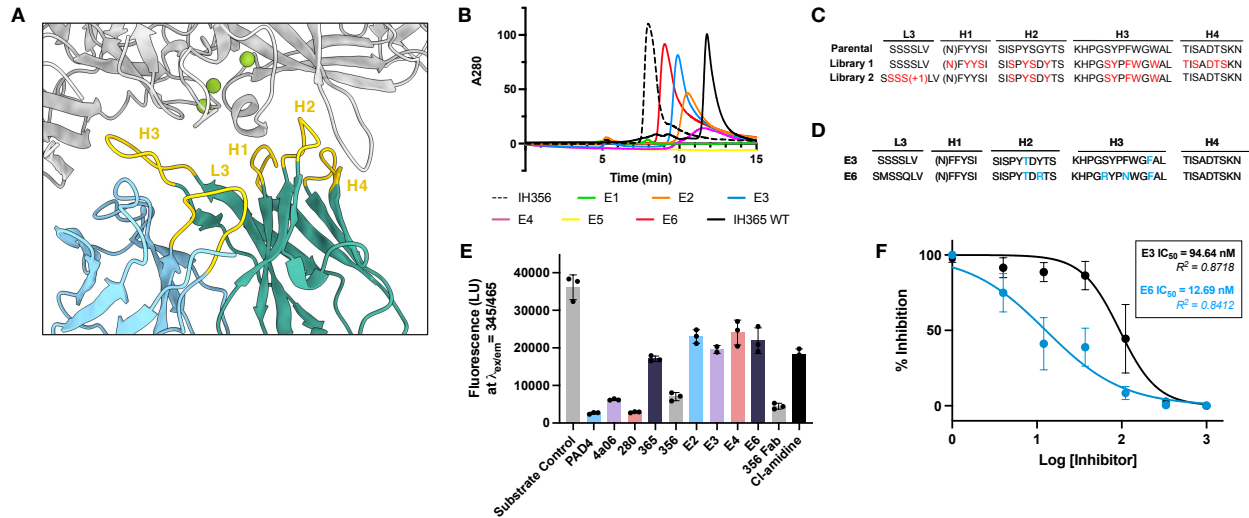 A
H3
L3
H1
H2
H4
B
A280
100
50
0
5
10
15
Time (min)
IH356
E1
E2
E3
E4
E5
E6
IH365 WT
C
L3 H1 H2 H3 H4
Parental SSSSLV (N)FYYSI SISPYSGYTS KHPGSYPFWGWAL TISADTSKN
Library 1 SSSSLV (N)FYYSI SISPYSDYTS KHPGSYPFWGWAL TISADTSKN
Library 2 SSSS(+1)LV (N)FYYSI SISPYSDYTS KHPGSYPFWGWAL TISADTSKN
D
L3 H1 H2 H3 H4
E3 SSSSLV (N)FFYSI SISPYTDYTS KHPGSYPFWGFAL TISADTSKN
E6 SMSSQLV (N)FFYSI SISPYTDRTS KHPGRYPNWGFAL TISADTSKN
E
Fluorescence (LU)
at λex/em= 345/465
40000
30000
20000
10000
0
Substrate Control
PAD4
4a06
280
365
356
E2
E3
E4
E6
356 Fab
Cl-amidine
F
% Inhibition
100
50
0
0
1
2
3
Log [Inhibitor]
E3 IC50 = 94.64 nM
R2 = 0.8718
E6 IC50 = 12.69 nM
R2 = 0.8412